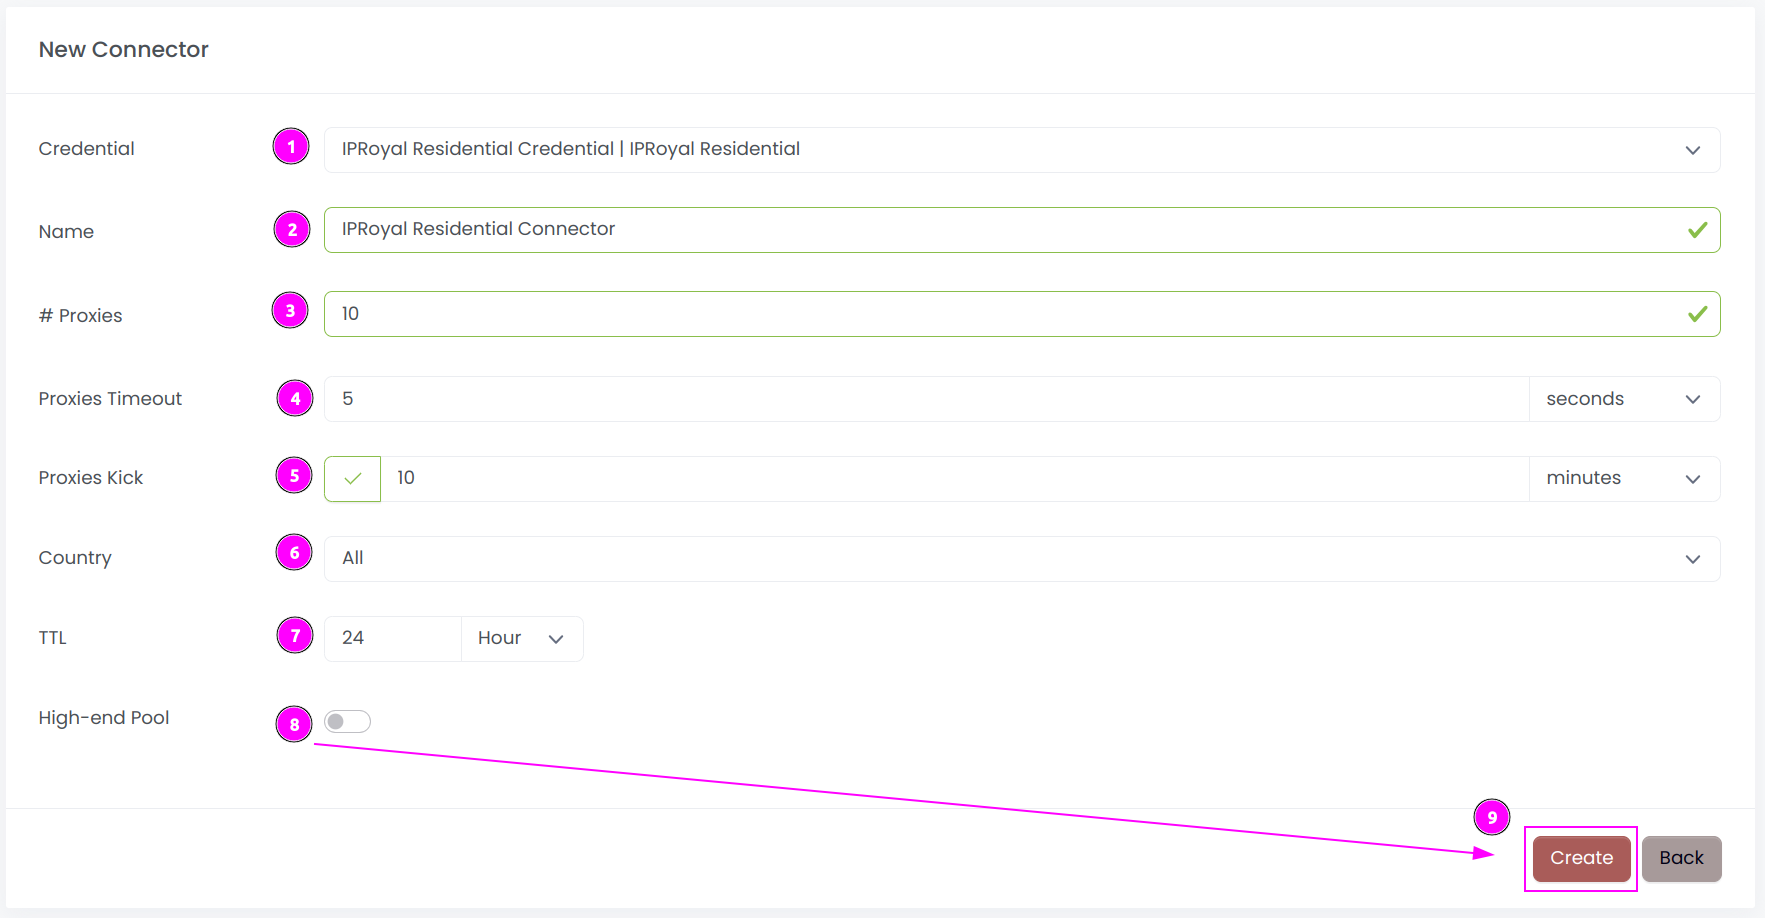 New Connector
Credential 1 IPRoyal Residential Credential | IPRoyal Residential
Name 2 IPRoyal Residential Connector
# Proxies 3 10
Proxies Timeout 4 5 seconds
Proxies Kick 5 10 minutes
Country 6 All
TTL 7 24 Hour
High-end Pool 8
9
Create Back